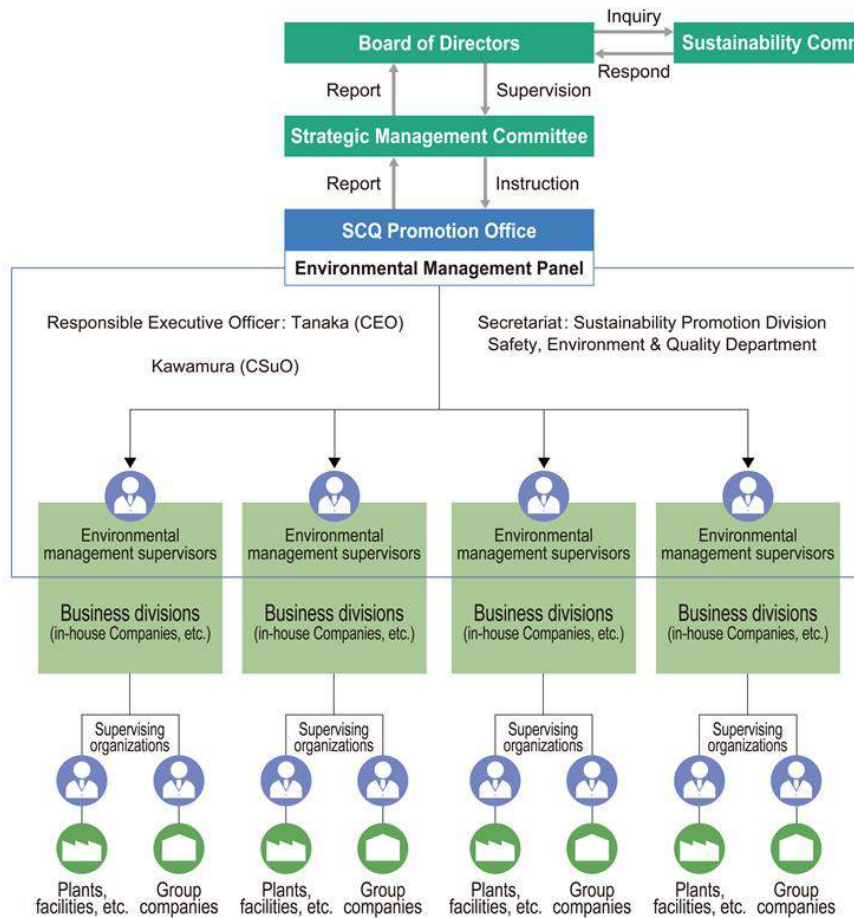 Inquiry
Board of Directors
Sustainability Comm
Respond
Report
Supervision
Strategic Management Committee
Report
Instruction
SCQ Promotion Office
Environmental Management Panel
Responsible Executive Officer: Tanaka (CEO)
Kawamura (CSuO)
Secretariat: Sustainability Promotion Division
Safety, Environment & Quality Department
Environmental
management supervisors
Business divisions
(in-house Companies, etc.)
Environmental
management supervisors
Business divisions
(in-house Companies, etc.)
Environmental
management supervisors
Business divisions
(in-house Companies, etc.)
Environmental
management supervisors
Business divisions
(in-house Companies, etc.)
Supervising
organizations
Supervising
organizations
Supervising
organizations
Supervising
organizations
Plants,
facilities, etc.
Group
companies
Plants,
facilities, etc.
Group
companies
Plants,
facilities, etc.
Group
companies
Plants,
facilities, etc.
Group
companies